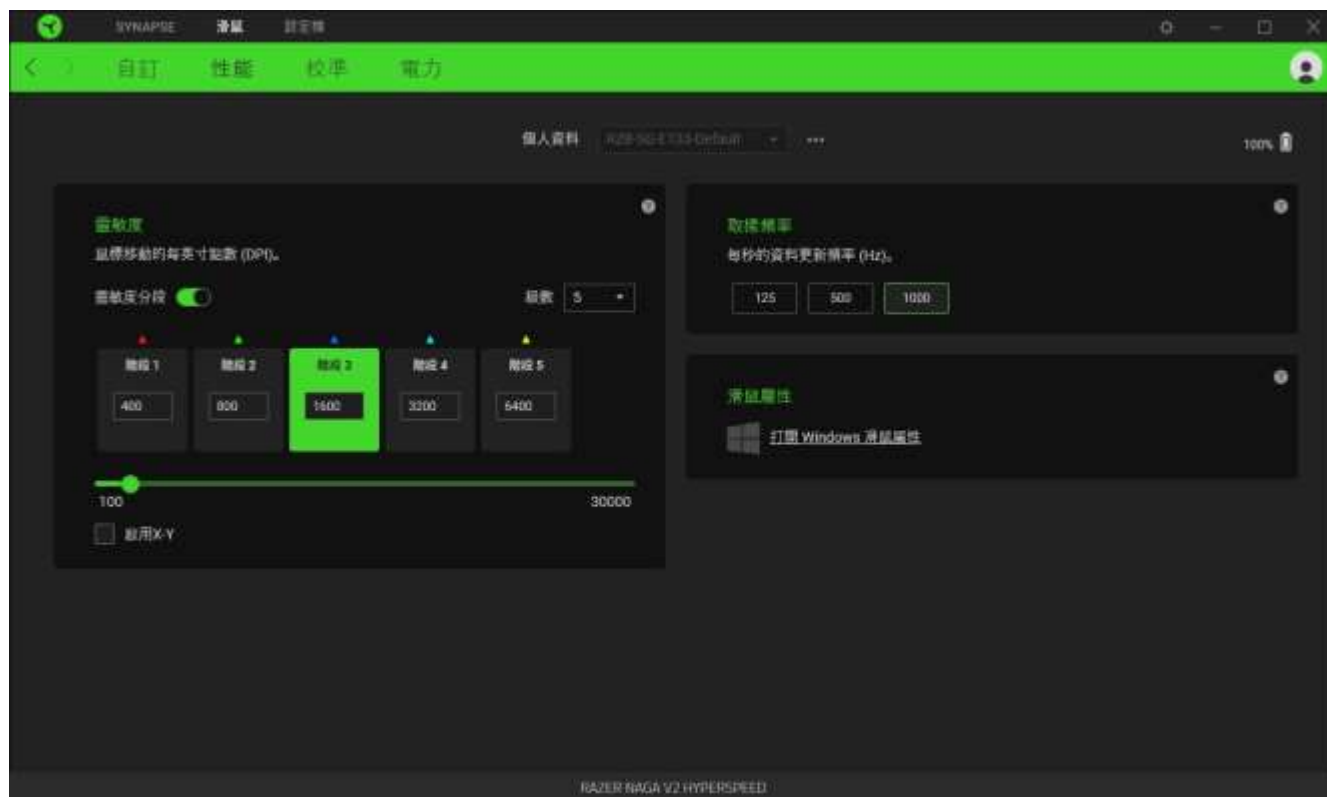 SYNAPSE 滑鼠 設定檔
自訂 性能 校準 電力
個人資料 RZB-SG-E133-Default
100%
靈敏度
鼠標移動的每英寸點數 (DPI)。
靈敏度分段 級數 5
階段 1 階段 2 階段 3 階段 4 階段 5
400 800 1600 3200 6400
100 30000
啟用X-Y
取樣頻率
每秒的資料更新頻率 (Hz)。
125 500 1000
滑鼠屬性
打開 Windows 滑鼠屬性
RAZER NAGA V2 HYPERSPEED